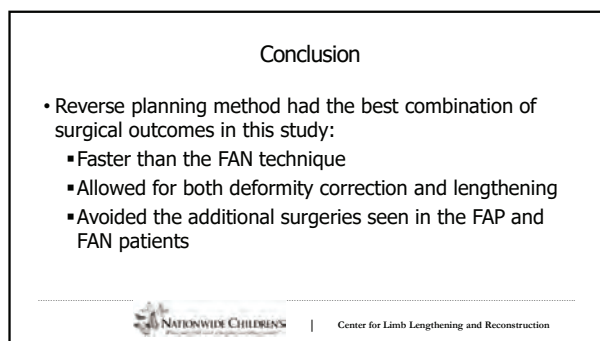 Conclusion
• Reverse planning method had the best combination of
surgical outcomes in this study:
▪Faster than the FAN technique
▪Allowed for both deformity correction and lengthening
▪Avoided the additional surgeries seen in the FAP and
FAN patients
NATIONWIDE CHILDREN'S | Center for Limb Lengthening and Reconstruction